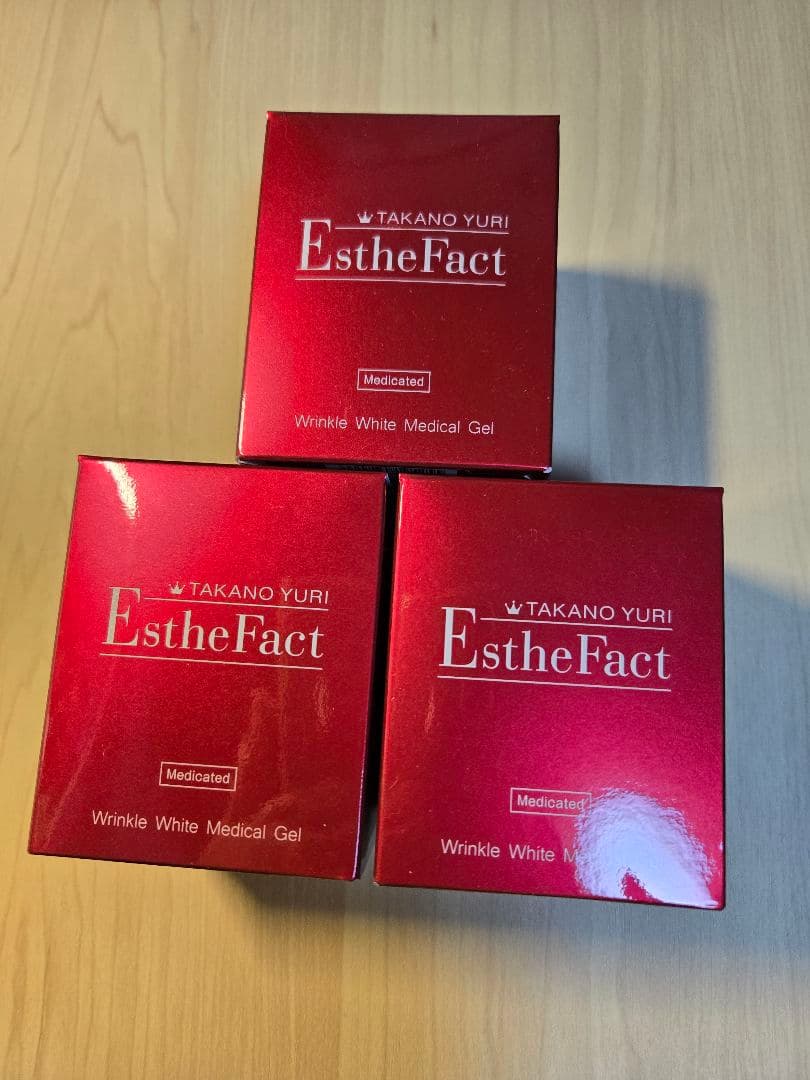 TAKANO YURI
EstheFact
Medicated
Wrinkle White Medical Gel
TAKANO YURI
EstheFact
Medicated
Wrinkle White Medical Gel
TAKANO YURI
EstheFact
Medicated
Wrinkle White